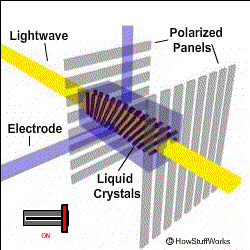 Lightwave
Polarized
Panels
Electrode
Liquid
Crystals
ON
© HowStuffWorks